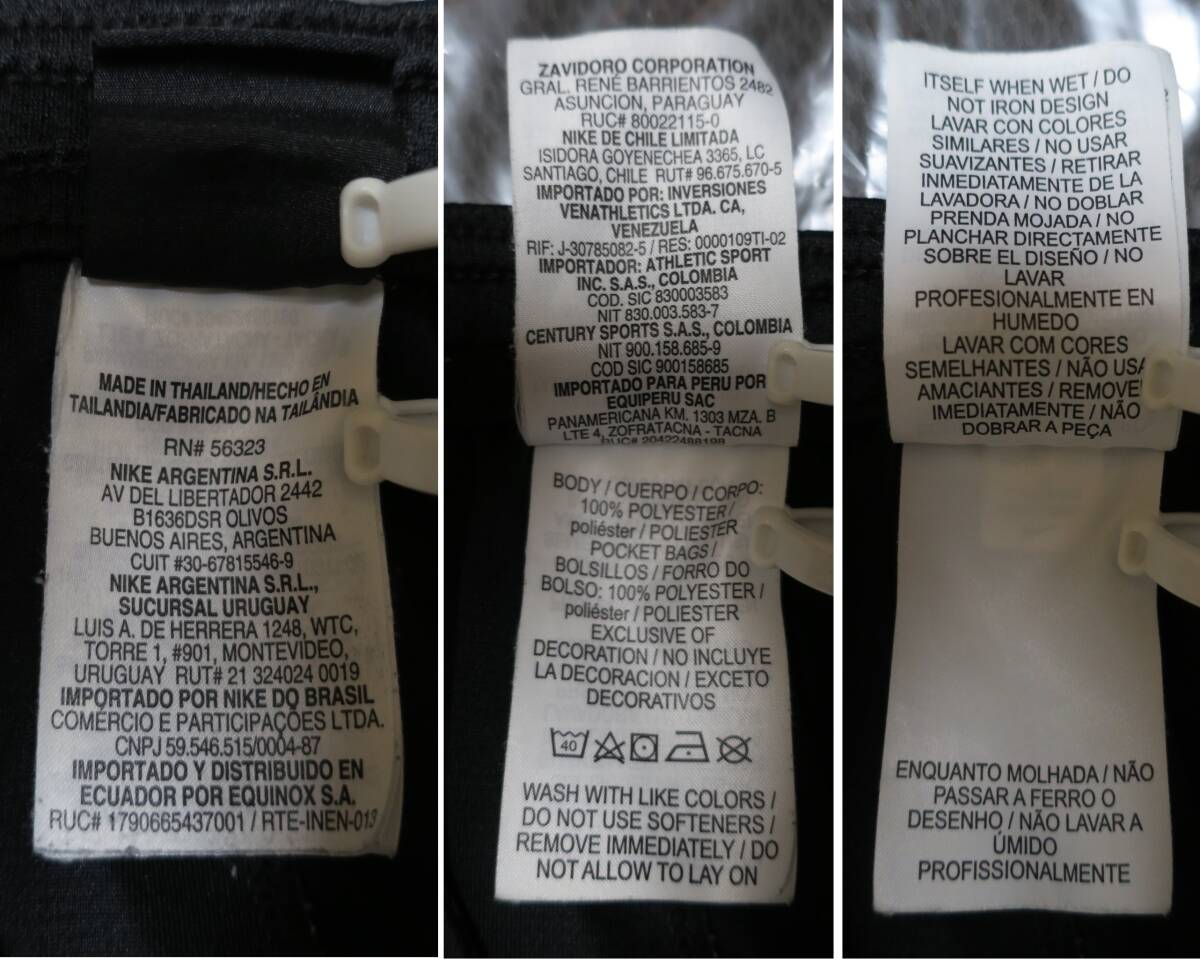 MADE IN THAILAND/HECHO EN
TAILANDIA/FABRICADO NA TAILÂNDIA
RN# 56323
NIKE ARGENTINA S.R.L.
AV DEL LIBERTADOR 2442
B1636DSR OLIVOS
BUENOS AIRES, ARGENTINA
CUIT #30-67815546-9
NIKE ARGENTINA S.R.L.,
SUCURSAL URUGUAY
LUIS A. DE HERRERA 1248, WTC,
TORRE 1, #901, MONTEVIDEO,
URUGUAY RUT# 21 324024 0019
IMPORTADO POR NIKE DO BRASIL
COMÉRCIO E PARTICIPAÇÕES LTDA.
CNPJ 59.546.515/0004-87
IMPORTADO Y DISTRIBUIDO EN
ECUADOR POR EQUINOX S.A.
RUC# 1790665437001 / RTE-INEN-013
ZAVIDORO CORPORATION
GRAL. RENÉ BARRIENTOS 2482
ASUNCION, PARAGUAY
RUC# 80022115-0
NIKE DE CHILE LIMITADA
ISIDORA GOYENECHEA 3365, LC
SANTIAGO, CHILE RUT# 96.675.670-5
IMPORTADO POR: INVERSIONES
VENATHLETICS LTDA. CA,
VENEZUELA
RIF: J-30785082-5 / RES: 0000109TI-02
IMPORTADOR: ATHLETIC SPORT
INC. S.A.S., COLOMBIA
COD. SIC 830003583
NIT 830.003.583-7
CENTURY SPORTS S.A.S., COLOMBIA
NIT 900.158.685-9
COD SIC 900158685
IMPORTADO PARA PERU POR
EQUIPERU SAC
PANAMERICANA KM. 1303 MZA. B
LTE 4, ZOFRATACNA - TACNA
RUC# 20422488198
BODY / CUERPO / CORPO:
100% POLYESTER /
poliéster / POLIESTER
POCKET BAGS /
BOLSILLOS / FORRO DO
BOLSO: 100% POLYESTER /
poliéster / POLIESTER
EXCLUSIVE OF
DECORATION / NO INCLUYE
LA DECORACION / EXCETO
DECORATIVOS
40
WASH WITH LIKE COLORS /
DO NOT USE SOFTENERS /
REMOVE IMMEDIATELY / DO
NOT ALLOW TO LAY ON
ITSELF WHEN WET / DO
NOT IRON DESIGN
LAVAR CON COLORES
SIMILARES / NO USAR
SUAVIZANTES / RETIRAR
INMEDIATAMENTE DE LA
LAVADORA / NO DOBLAR
PRENDA MOJADA / NO
PLANCHAR DIRECTAMENTE
SOBRE EL DISEÑO / NO
LAVAR
PROFESIONALMENTE EN
HUMEDO
LAVAR COM CORES
SEMELHANTES / NÃO USA
AMACIANTES / REMOVE
IMEDIATAMENTE / NÃO
DOBRAR A PEÇA
ENQUANTO MOLHADA / NÃO
PASSAR A FERRO O
DESENHO / NÃO LAVAR A
ÚMIDO
PROFISSIONALMENTE